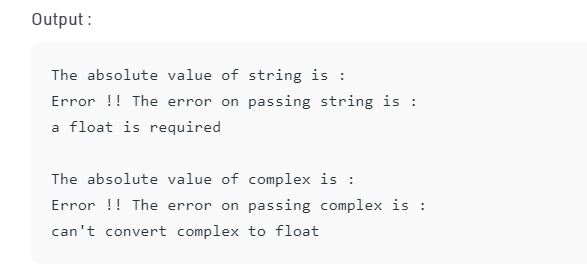 Output :
The absolute value of string is :
Error !! The error on passing string is :
a float is required
The absolute value of complex is :
Error !! The error on passing complex is :
can't convert complex to float